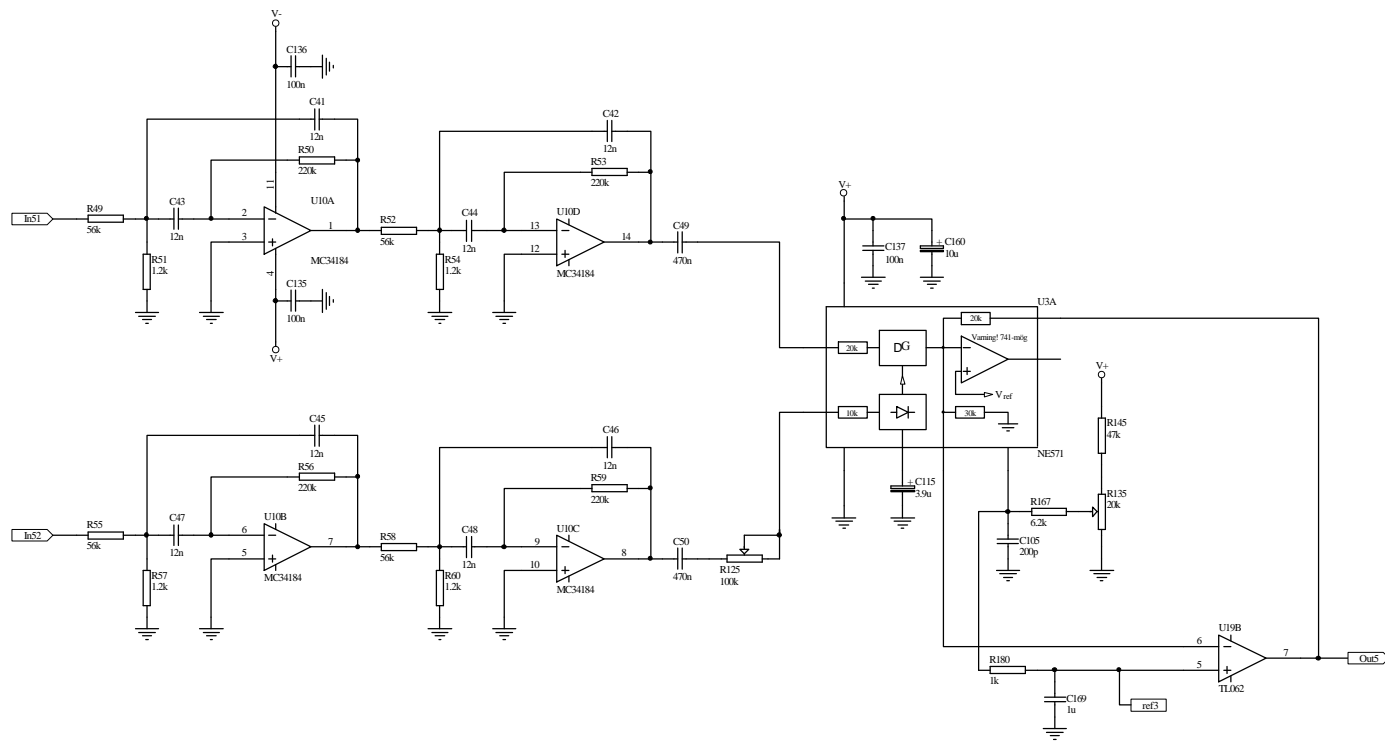 V-
C136
100n
C41
12n
R50
220k
11
U10A
In51
R49
56k
C43
12n
2
3
1
MC34184
R51
1.2k
4
C135
100n
V+
C42
12n
R53
220k
R52
56k
C44
12n
U10D
13
12
14
MC34184
R54
1.2k
C49
470n
V+
C137
100n
C160
10u
U3A
20k
20k
DG
Varning! 741-mög
Vref
10k
30k
NE571
C115
3.9u
V+
R145
47k
R135
20k
R167
6.2k
C105
200p
C45
12n
R56
220k
In52
R55
56k
C47
12n
U10B
6
5
7
MC34184
R57
1.2k
C46
12n
R59
220k
R58
56k
C48
12n
U10C
9
10
8
MC34184
R60
1.2k
C50
470n
R125
100k
U19B
6
5
7
TL062
Out5
R180
1k
C169
1u
ref3